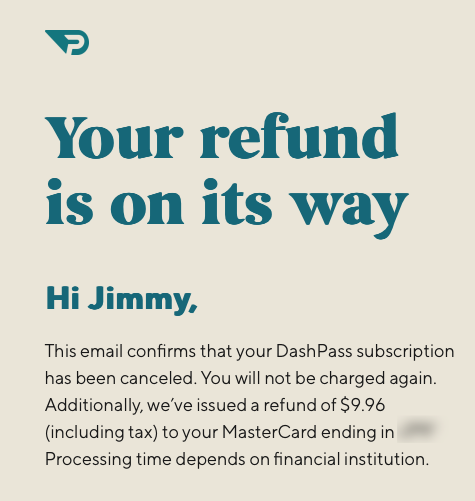 Your refund
is on its way
Hi Jimmy,
This email confirms that your DashPass subscription
has been canceled. You will not be charged again.
Additionally, we’ve issued a refund of $9.96
(including tax) to your MasterCard ending in
Processing time depends on financial institution.